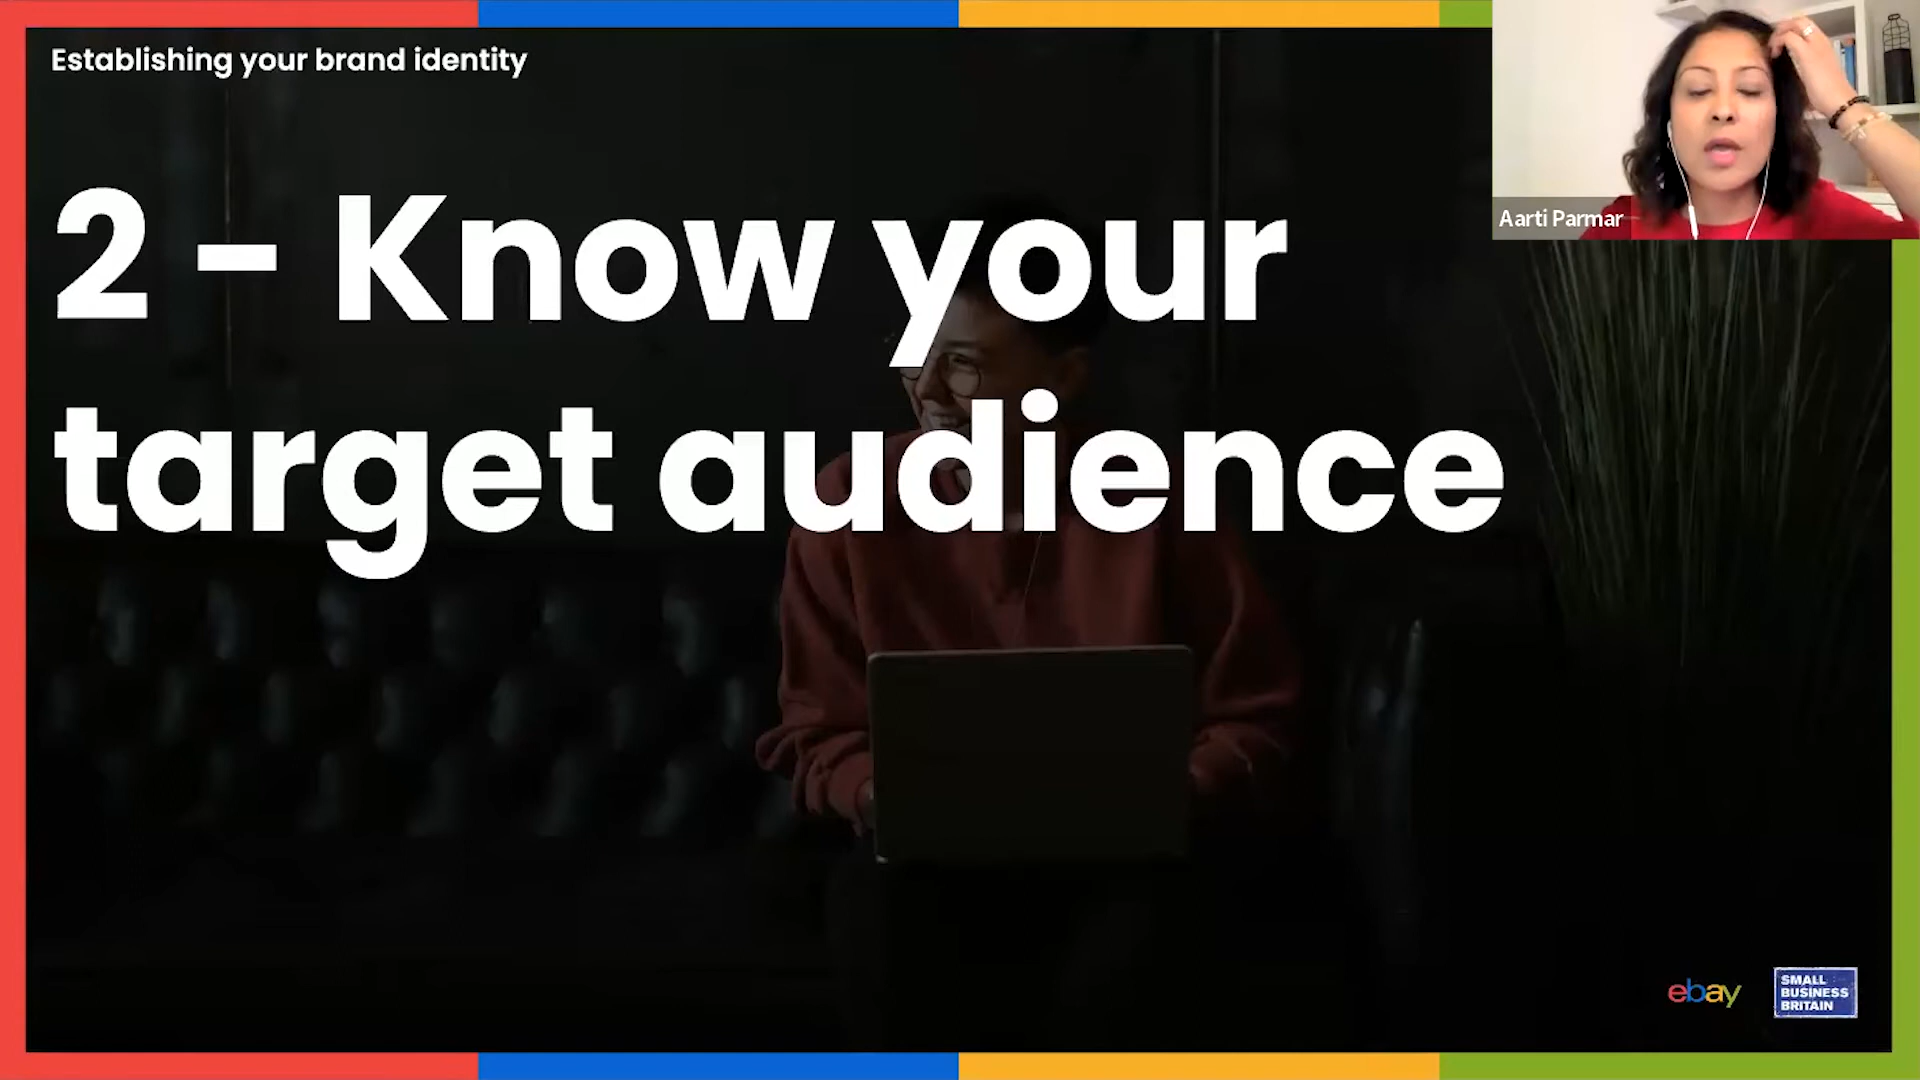 Establishing your brand identity
Aarti Parmar
2 - Know your
target audience
ebay
SMALL
BUSINESS
BRITAIN